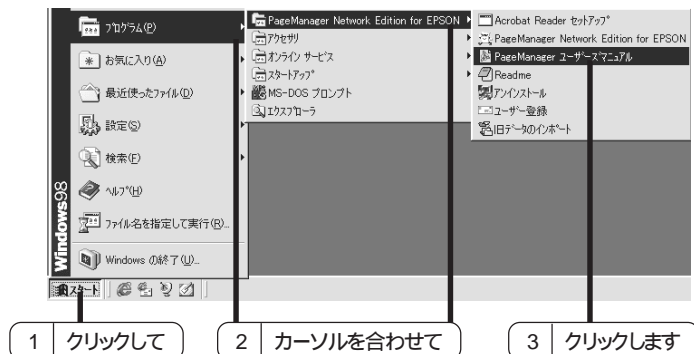 プログラム(P)
お気に入り(A)
最近使ったファイル(D)
設定(S)
検索(F)
ヘルプ(H)
ファイル名を指定して実行(R)...
Windows の終了(U)...
Windows98
スタート
PageManager Network Edition for EPSON
アクセサリ
オンライン サービス
スタートアップ
MS-DOS プロンプト
エクスプローラ
Acrobat Reader セットアップ
PageManager Network Edition for EPSON
PageManager ユーザーズマニュアル
Readme
アンインストール
ユーザー登録
旧データのインポート
1 クリックして
2 カーソルを合わせて
3 クリックします